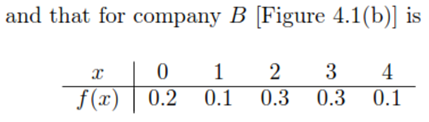 and that for company B [Figure 4.1(b)] is
x 0 1 2 3 4
f(x) 0.2 0.1 0.3 0.3 0.1